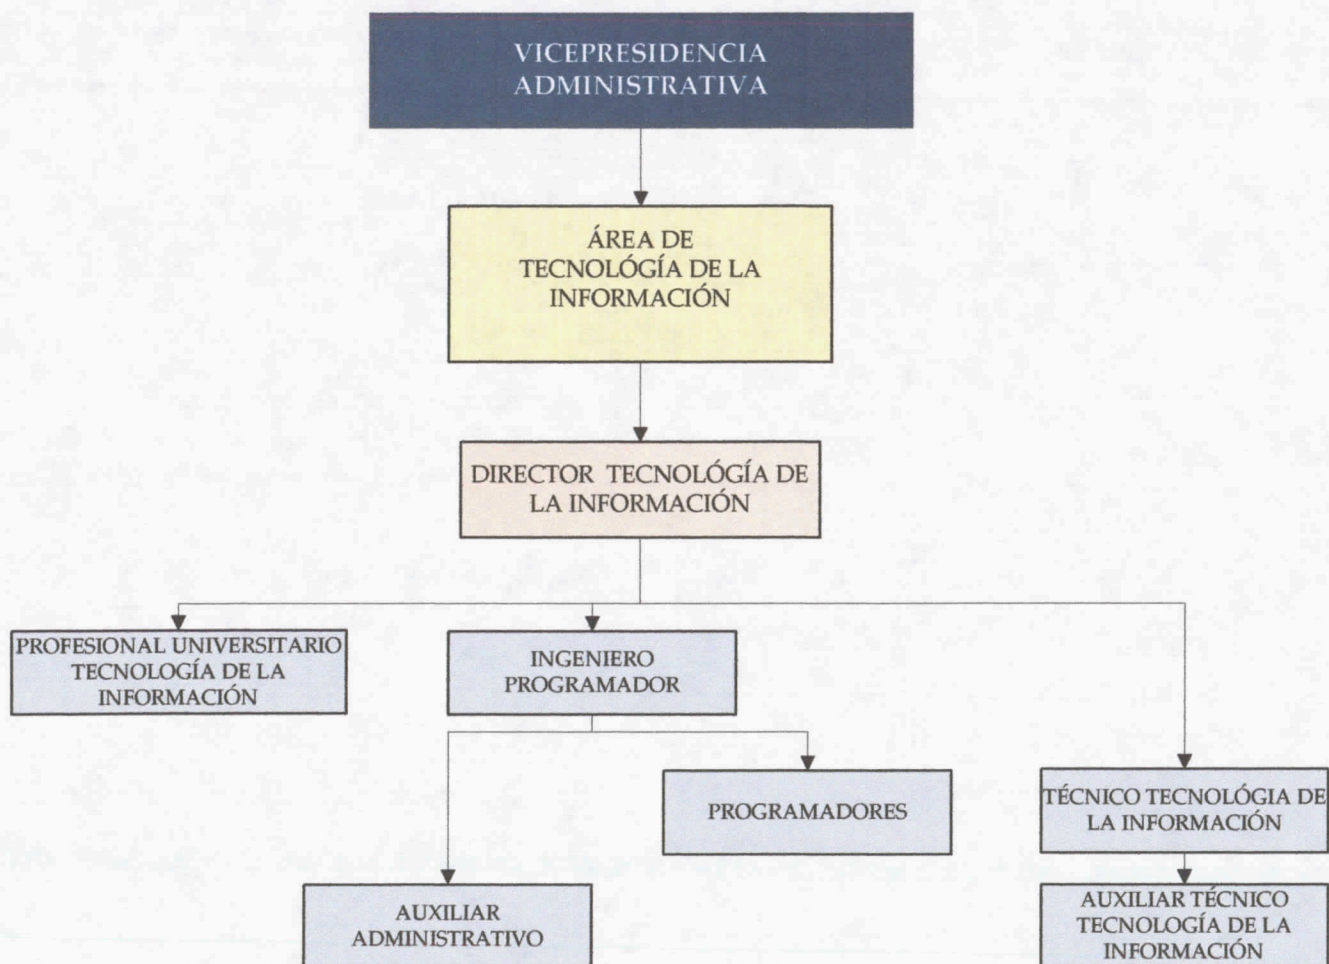 VICEPRESIDENCIA
ADMINISTRATIVA
ÁREA DE
TECNOLÓGÍA DE LA
INFORMACIÓN
DIRECTOR TECNOLÓGÍA DE
LA INFORMACIÓN
PROFESIONAL UNIVERSITARIO
TECNOLOGÍA DE LA
INFORMACIÓN
INGENIERO
PROGRAMADOR
PROGRAMADORES
TÉCNICO TECNOLÓGIA DE
LA INFORMACIÓN
AUXILIAR
ADMINISTRATIVO
AUXILIAR TÉCNICO
TECNOLOGÍA DE LA
INFORMACIÓN